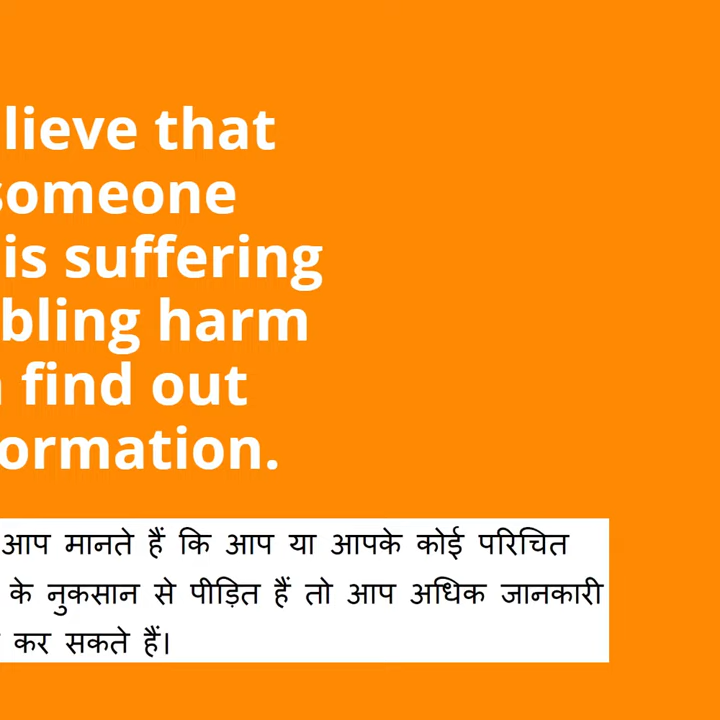 lieve that
someone
is suffering
bling harm
find out
ormation.
आप मानते हैं कि आप या आपके कोई परिचित
के नुकसान से पीड़ित हैं तो आप अधिक जानकारी
कर सकते हैं।